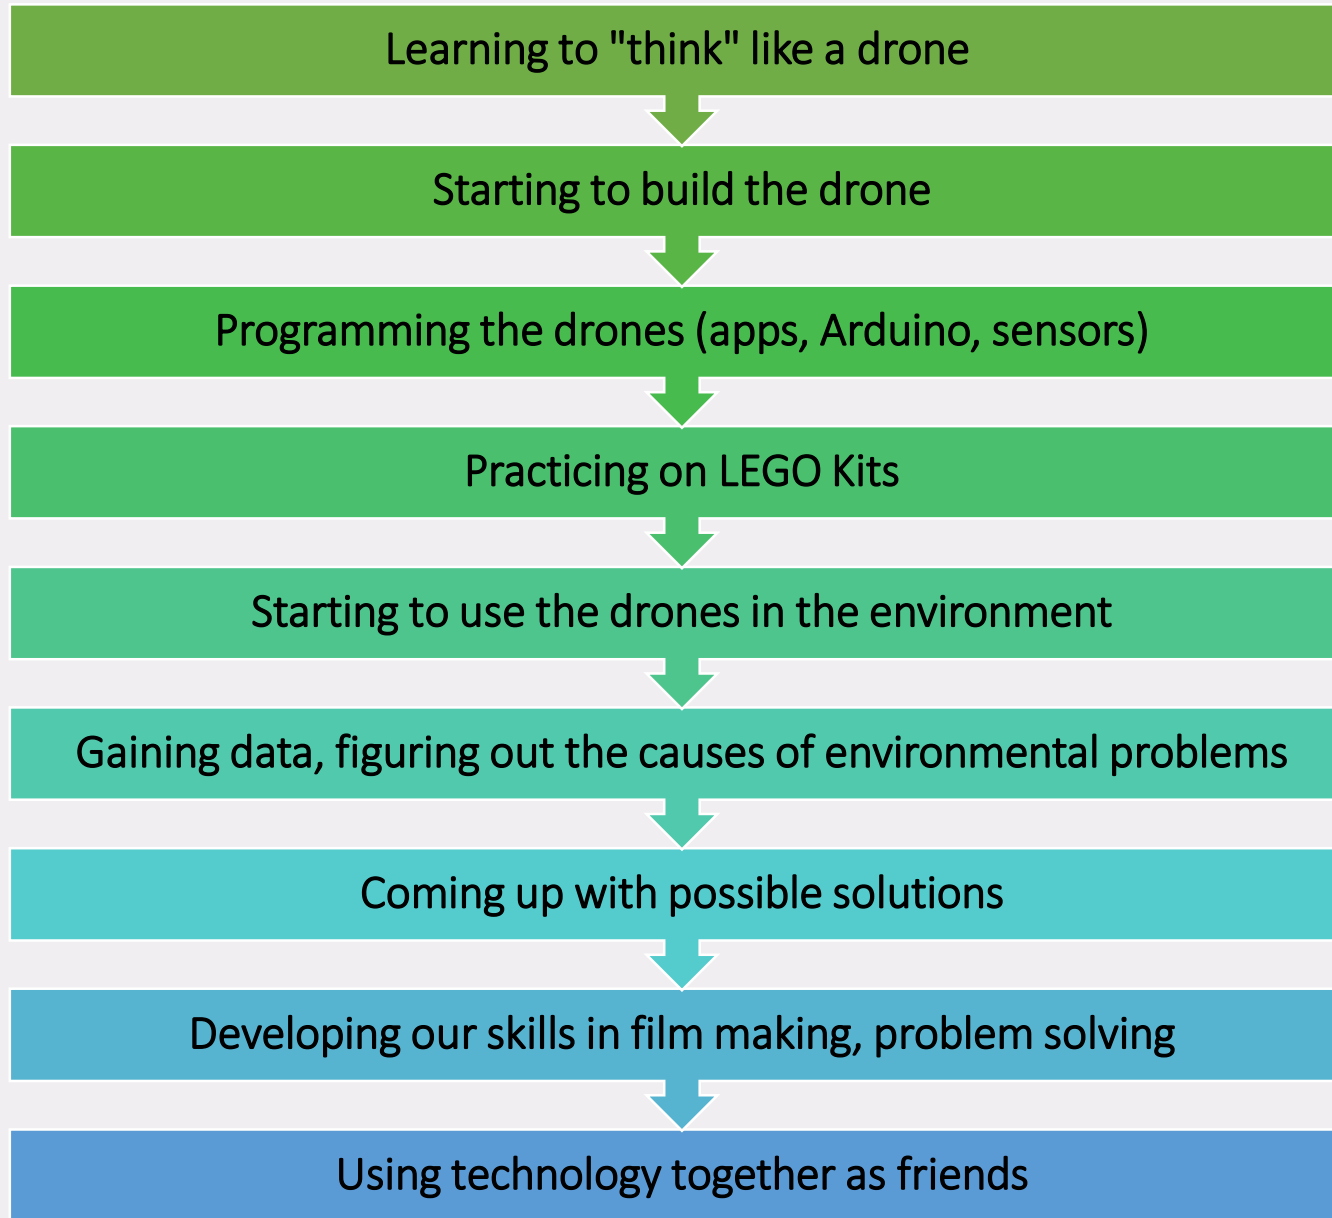 Learning to "think" like a drone
Starting to build the drone
Programming the drones (apps, Arduino, sensors)
Practicing on LEGO Kits
Starting to use the drones in the environment
Gaining data, figuring out the causes of environmental problems
Coming up with possible solutions
Developing our skills in film making, problem solving
Using technology together as friends